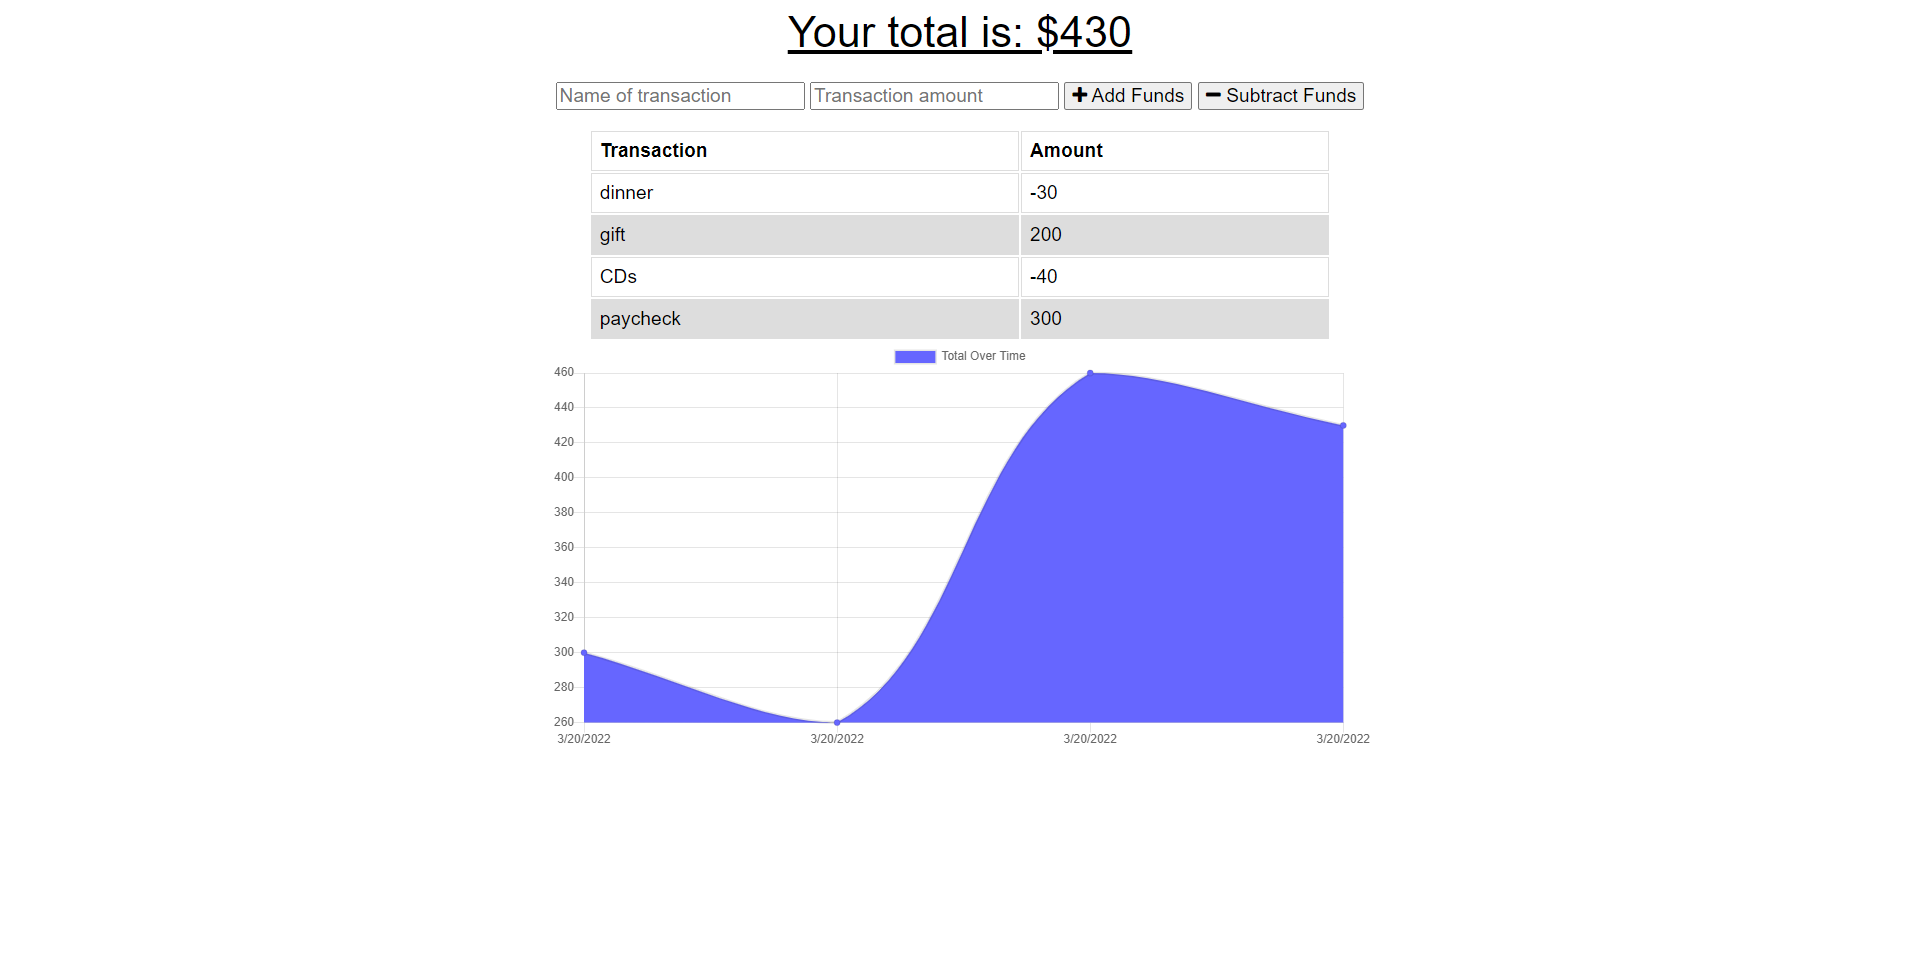 Your total is: $430
Name of transaction Transaction amount Add Funds Subtract Funds
Transaction Amount
dinner -30
gift 200
CDs -40
paycheck 300
Total Over Time
460
440
420
400
380
360
340
320
300
280
260
3/20/2022 3/20/2022 3/20/2022 3/20/2022